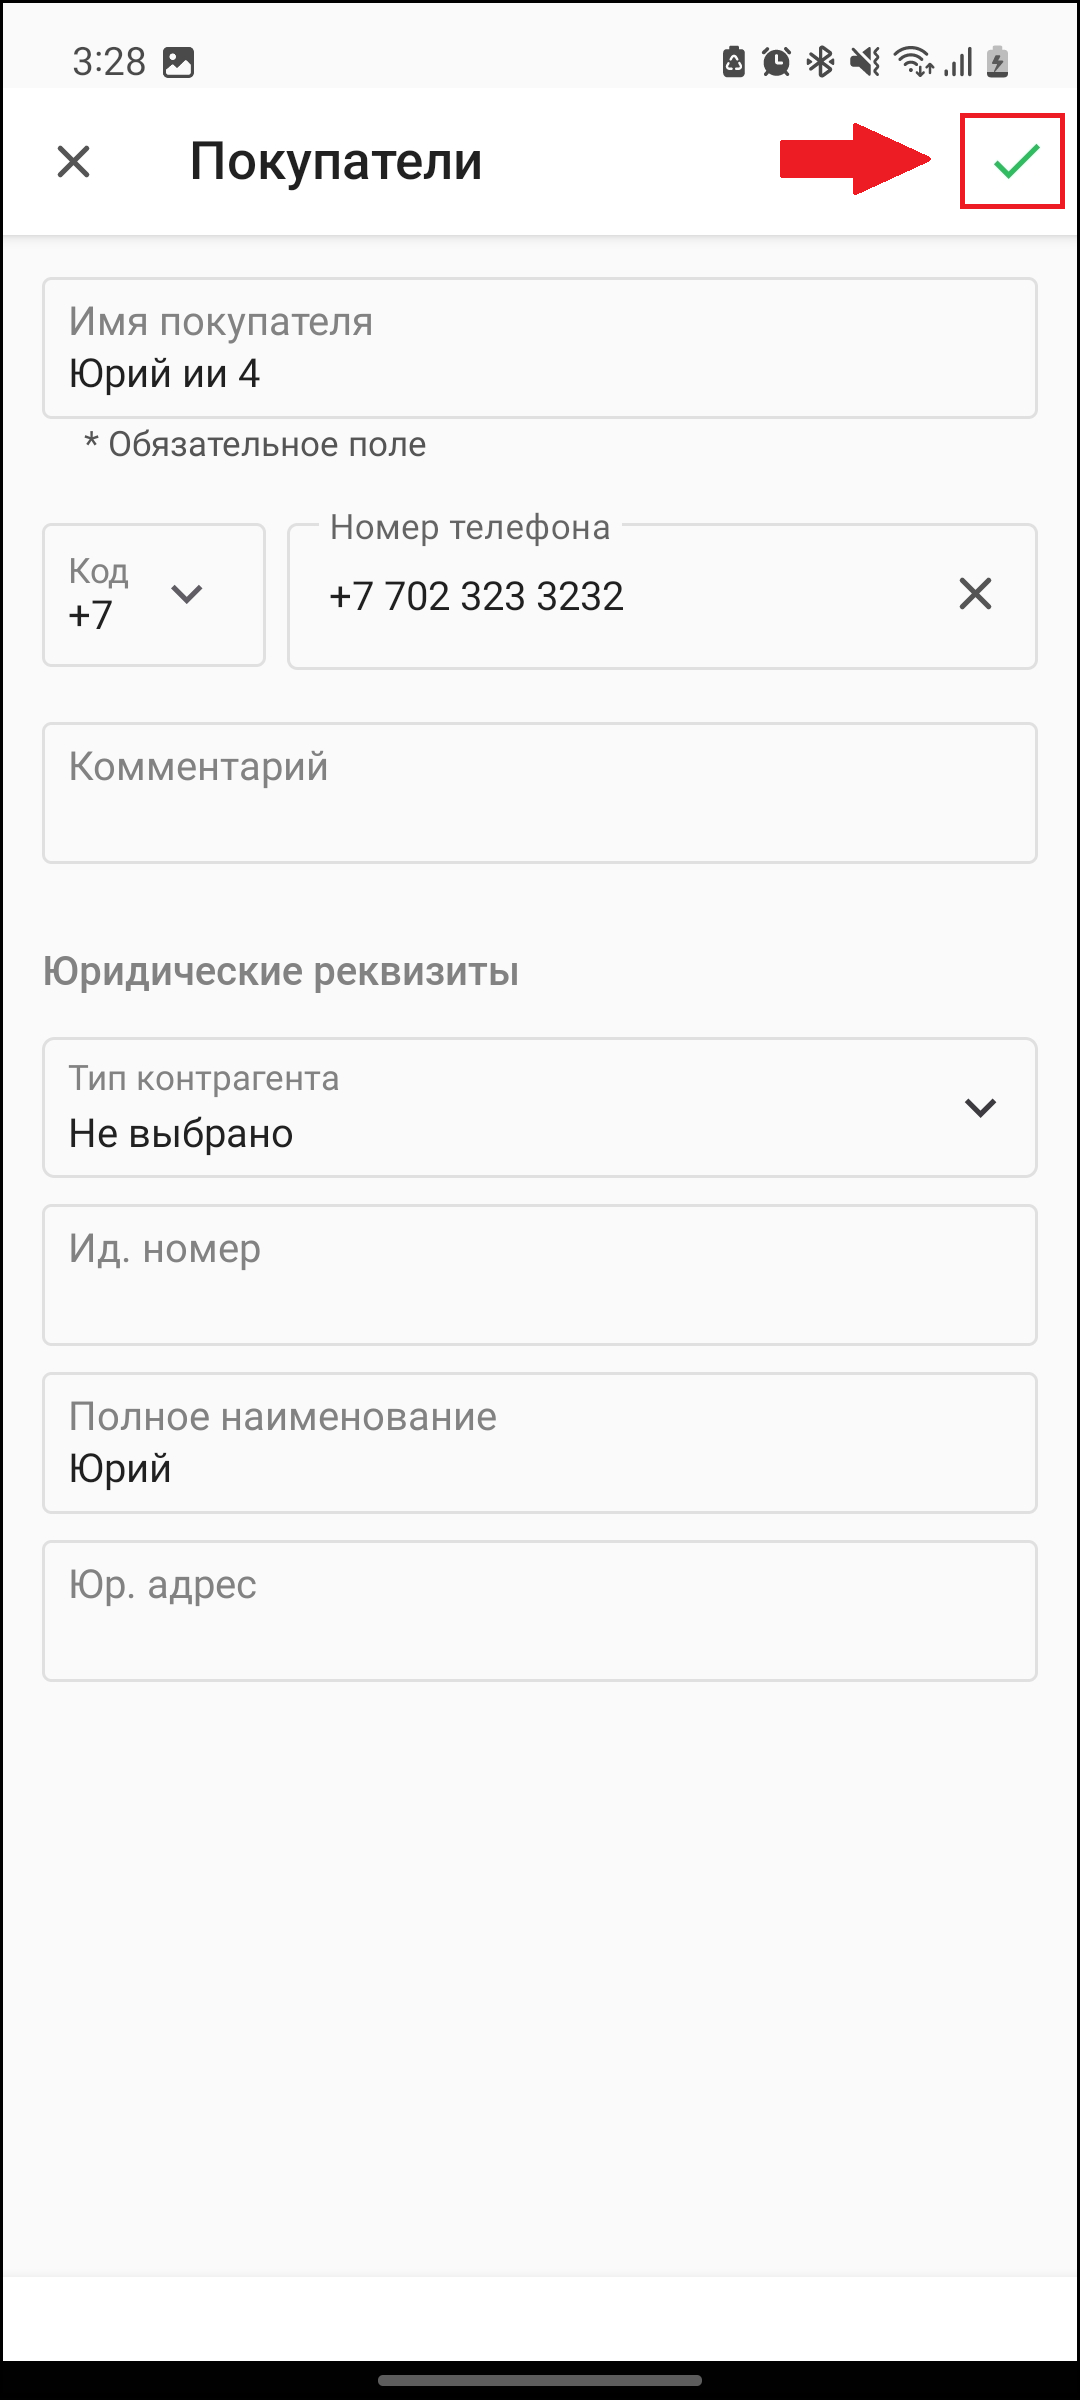 3:28
Покупатели
Имя покупателя
Юрий ии 4
* Обязательное поле
Код
+7
Номер телефона
+7 702 323 3232
Комментарий
Юридические реквизиты
Тип контрагента
Не выбрано
Ид. номер
Полное наименование
Юрий
Юр. адрес